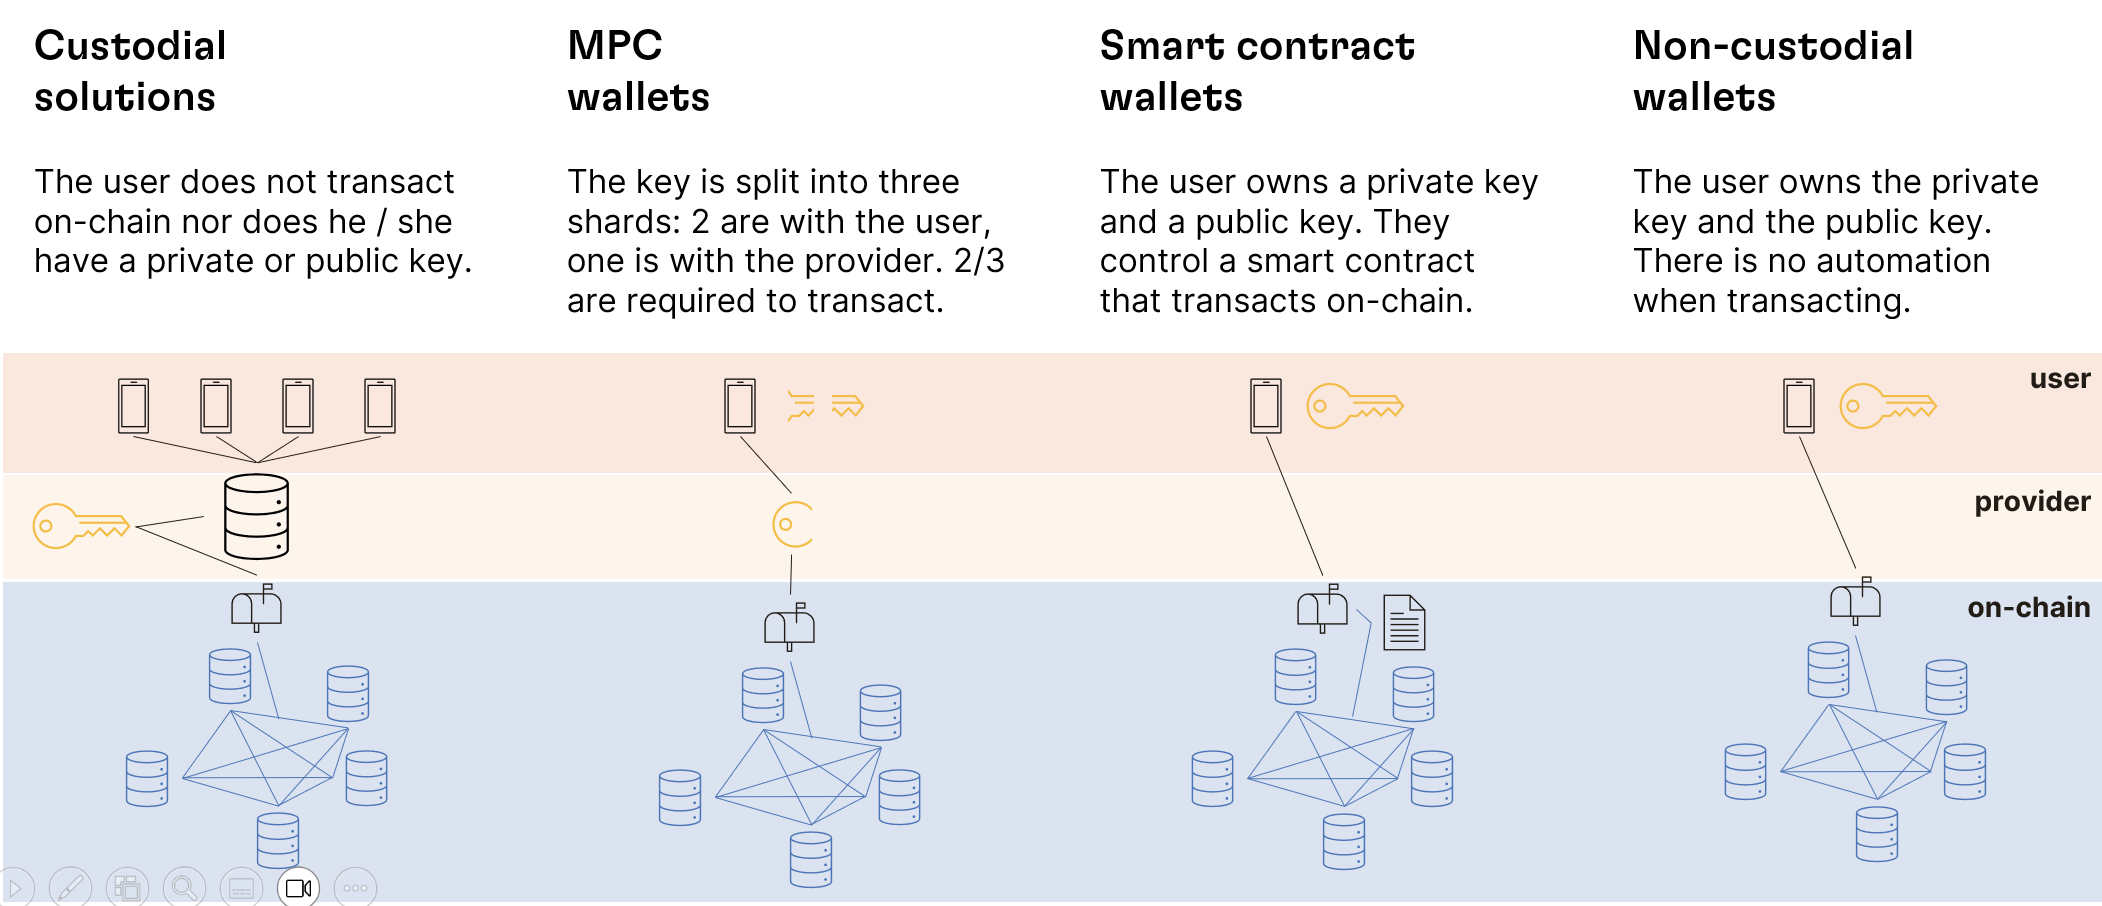 Custodial
solutions
The user does not transact
on-chain nor does he / she
have a private or public key.
MPC
wallets
The key is split into three
shards: 2 are with the user,
one is with the provider. 2/3
are required to transact.
Smart contract
wallets
The user owns a private key
and a public key. They
control a smart contract
that transacts on-chain.
Non-custodial
wallets
The user owns the private
key and the public key.
There is no automation
when transacting.
user
provider
on-chain